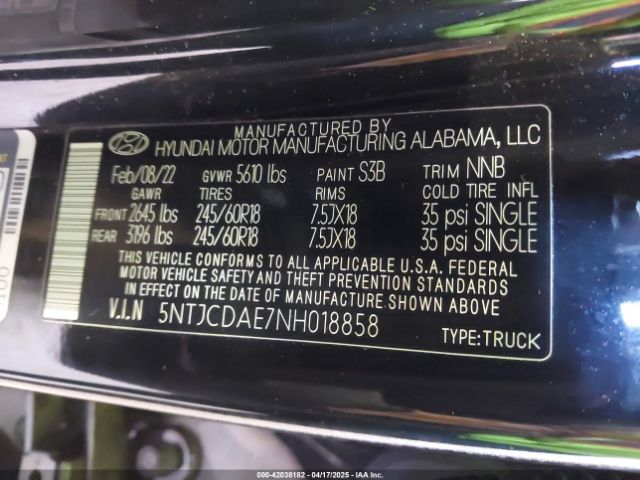 MANUFACTURED BY
HYUNDAI MOTOR MANUFACTURING ALABAMA, LLC
Feb/08/22 GVWR 5610 lbs PAINT S3B TRIM NNB
GAWR TIRES RIMS COLD TIRE INFL
FRONT 2645 lbs 245/60R18 7.5JX18 35 psi SINGLE
REAR 3196 lbs 245/60R18 7.5JX18 35 psi SINGLE
THIS VEHICLE CONFORMS TO ALL APPLICABLE U.S.A. FEDERAL
MOTOR VEHICLE SAFETY AND THEFT PREVENTION STANDARDS
IN EFFECT ON THE DATE OF MANUFACTURE SHOWN ABOVE
V.I.N 5NTJCDAE7NH018858
TYPE:TRUCK
000-42038182 - 04/17/2025 - IAA Inc.